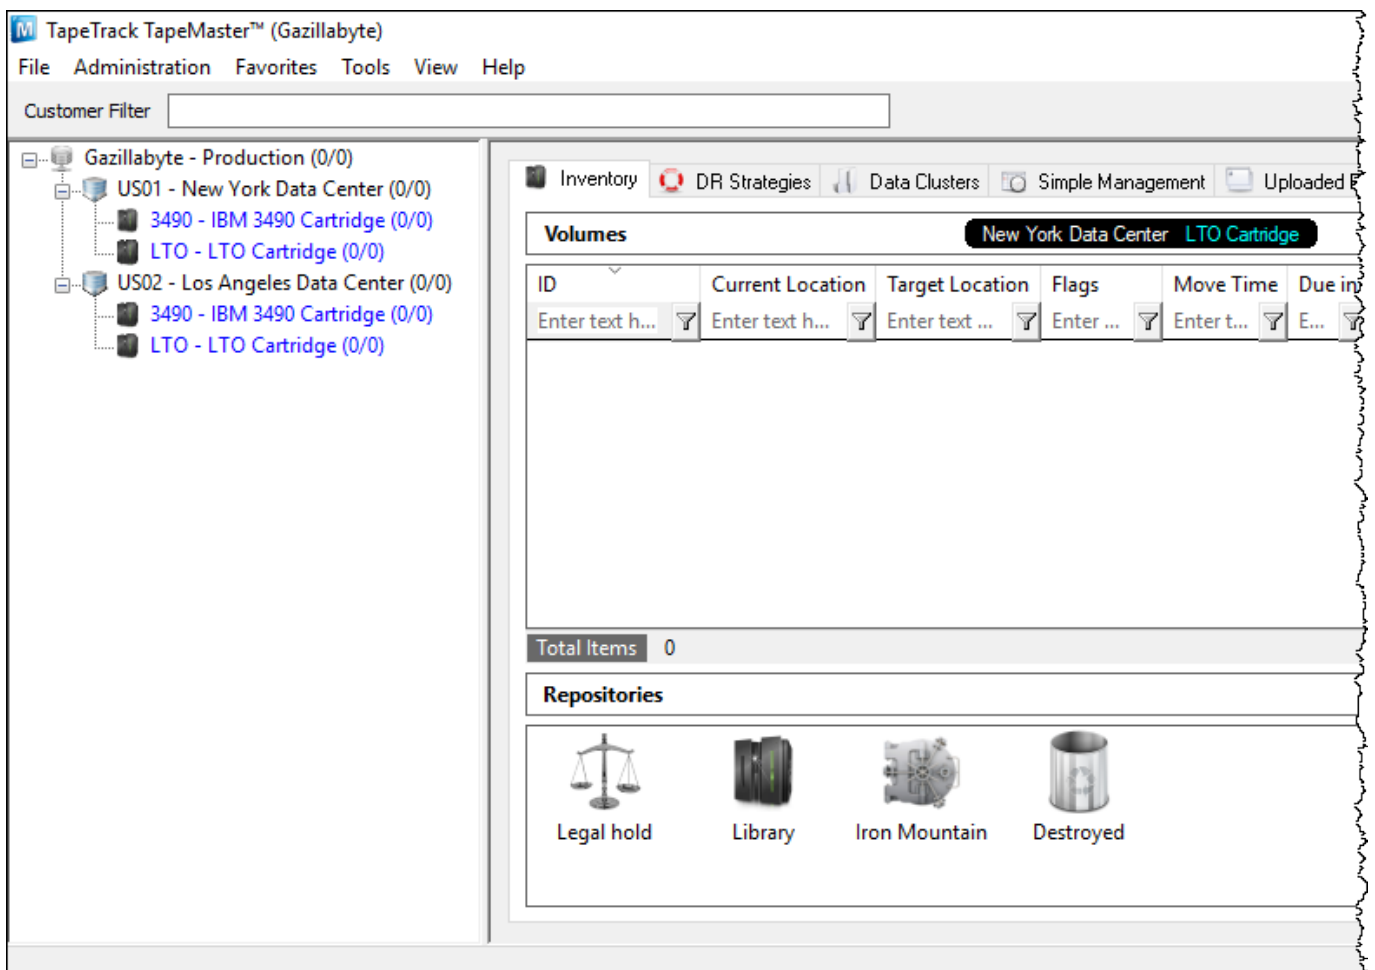 TapeTrack TapeMaster™ (Gazillabyte)
File Administration Favorites Tools View Help
Customer Filter
Gazillabyte - Production (0/0)
US01 - New York Data Center (0/0)
3490 - IBM 3490 Cartridge (0/0)
LTO - LTO Cartridge (0/0)
US02 - Los Angeles Data Center (0/0)
3490 - IBM 3490 Cartridge (0/0)
LTO - LTO Cartridge (0/0)
Inventory DR Strategies Data Clusters Simple Management Uploaded
Volumes New York Data Center LTO Cartridge
ID Current Location Target Location Flags Move Time Due in
Enter text h... Enter text h... Enter text ... Enter ... Enter t... E...
Total Items 0
Repositories
Legal hold Library Iron Mountain Destroyed